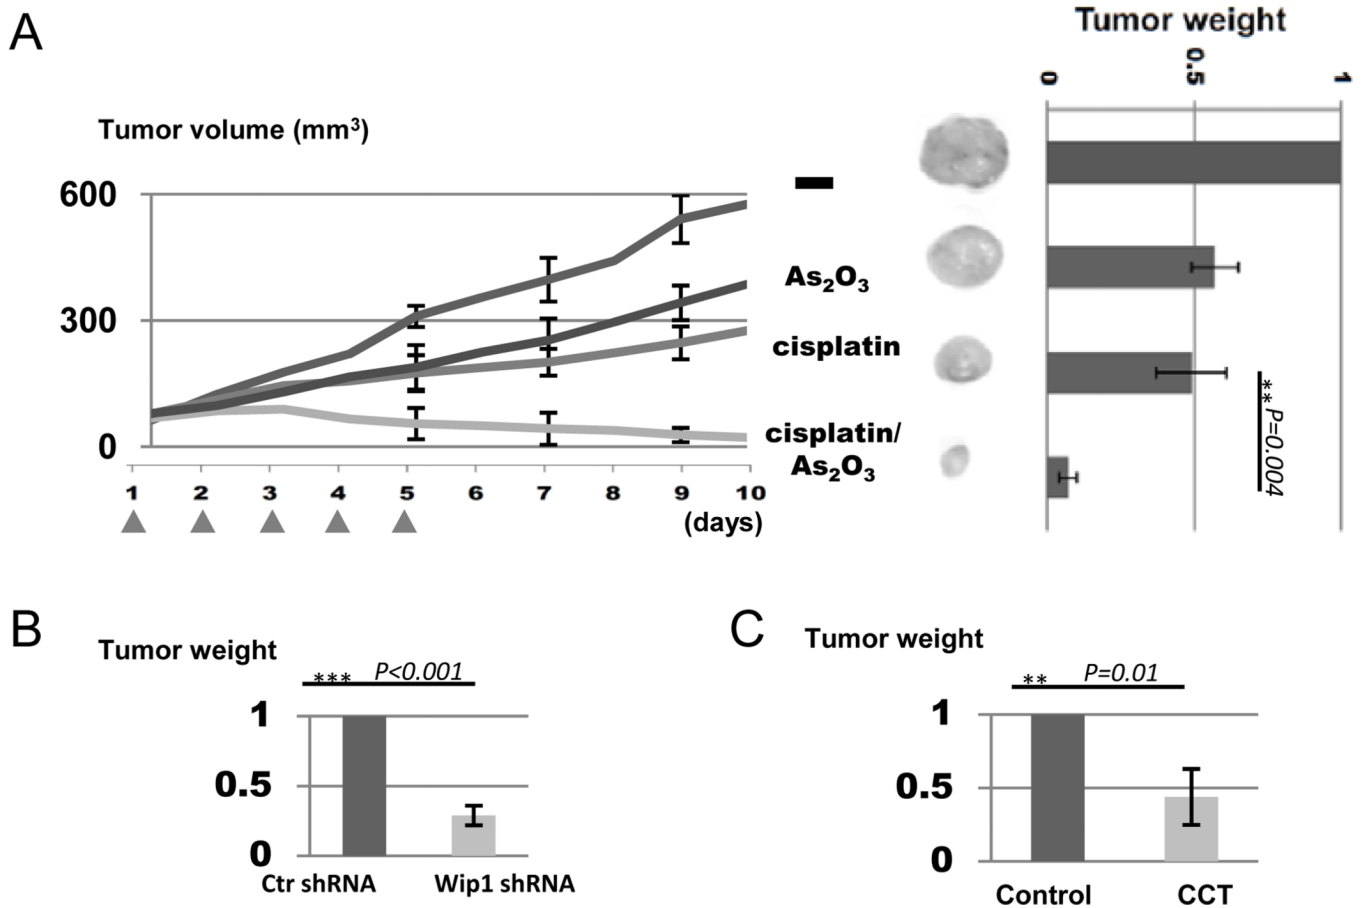 A
Tumor weight
0 0.5 1
Tumor volume (mm³)
600
300
0
As₂O₃
cisplatin
cisplatin/
As₂O₃
** P=0.004
1 2 3 4 5 6 7 8 9 10
(days)
B
Tumor weight
*** P<0.001
1
0.5
0
Ctr shRNA Wip1 shRNA
C
Tumor weight
** P=0.01
1
0.5
0
Control CCT